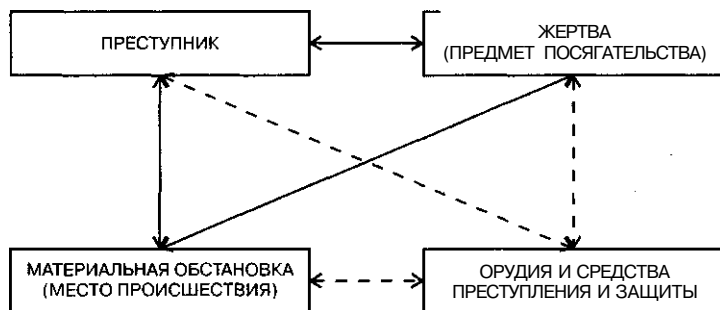 ПРЕСТУПНИК
ЖЕРТВА
(ПРЕДМЕТ ПОСЯГАТЕЛЬСТВА)
МАТЕРИАЛЬНАЯ ОБСТАНОВКА
(МЕСТО ПРОИСШЕСТВИЯ)
ОРУДИЯ И СРЕДСТВА
ПРЕСТУПЛЕНИЯ И ЗАЩИТЫ